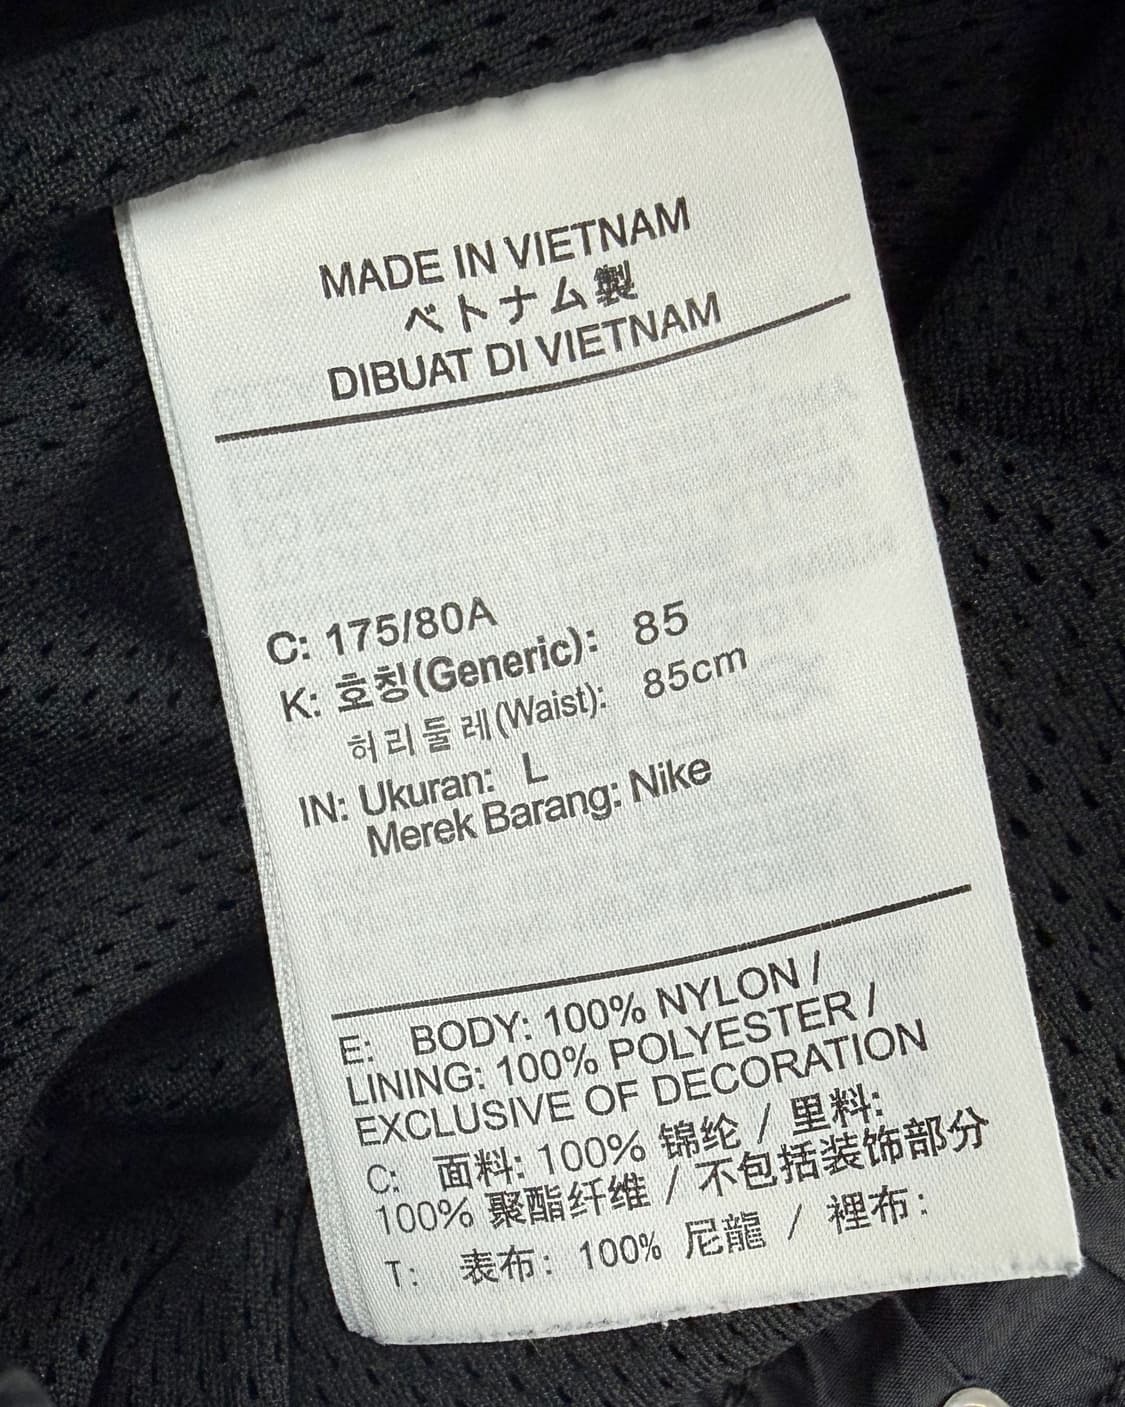 MADE IN VIETNAM
ベトナム製
DIBUAT DI VIETNAM
C: 175/80A
K: 호칭(Generic): 85
허리둘레(Waist): 85cm
IN: Ukuran: L
Merek Barang: Nike
E: BODY: 100% NYLON /
LINING: 100% POLYESTER /
EXCLUSIVE OF DECORATION
C: 面料: 100% 锦纶 / 里料:
100% 聚酯纤维 / 不包括装饰部分
T: 表布: 100% 尼龍 / 裡布: